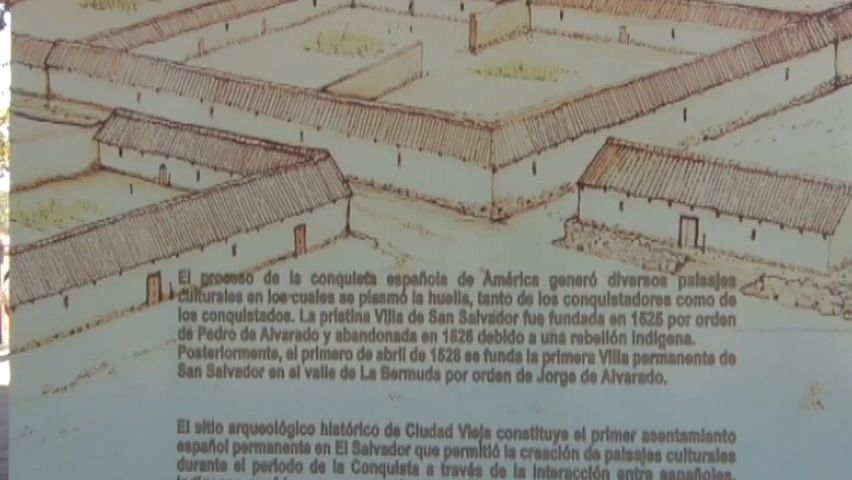 El proceso de la conquista española de América generó diversos paisajes
culturales en los cuales se plasmó la huella, tanto de los conquistadores como de
los conquistados. La prístina Villa de San Salvador fue fundada en 1525 por orden
de Pedro de Alvarado y abandonada en 1526 debido a una rebelión indígena.
Posteriormente, el primero de abril de 1528 se funda la primera Villa permanente de
San Salvador en el valle de La Bermuda por orden de Jorge de Alvarado.
El sitio arqueológico histórico de Ciudad Vieja constituye el primer asentamiento
español permanente en El Salvador que permitió la creación de paisajes culturales
durante el periodo de la Conquista a través de la interacción entre españoles,